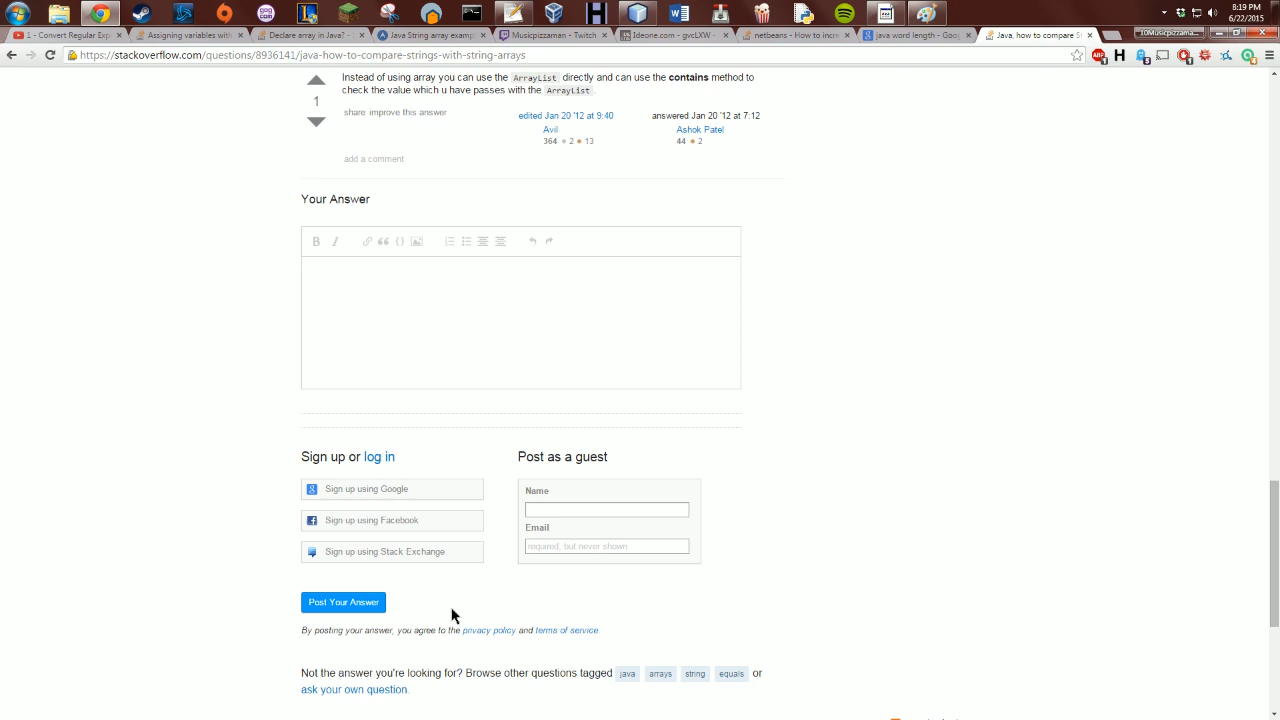 8:19 PM
6/22/2015
1 - Convert Regular Exp
Assigning variables with
Declare array in Java? -
Java String array examp
Musicpizzaman - Twitch
Ideone.com - gvcLXW -
netbeans - How to incre
java word length - Goog
Java, how to compare S
10Musicpizzama...
https://stackoverflow.com/questions/8936141/java-how-to-compare-strings-with-string-arrays
Instead of using array you can use the ArrayList directly and can use the contains method to
check the value which u have passes with the ArrayList.
1
share improve this answer
edited Jan 20 '12 at 9:40
Avil
364 2 13
answered Jan 20 '12 at 7:12
Ashok Patel
44 2
add a comment
Your Answer
Sign up or log in
Post as a guest
Sign up using Google
Sign up using Facebook
Sign up using Stack Exchange
Name
Email
required, but never shown
Post Your Answer
By posting your answer, you agree to the privacy policy and terms of service.
Not the answer you're looking for? Browse other questions tagged java arrays string equals or
ask your own question.